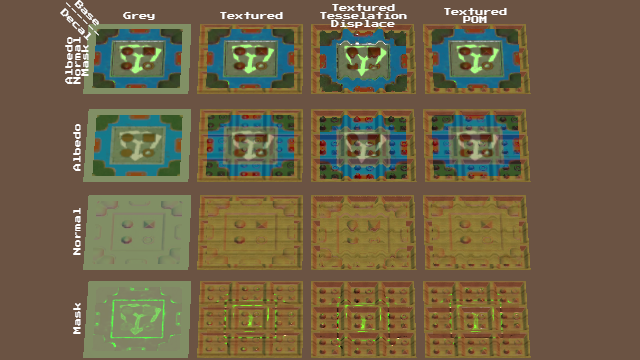 Base
Decal
Grey
Textured
Textured
Tesselation
Displace
Textured
POM
Albedo
Normal
Mask
Albedo
Normal
Mask